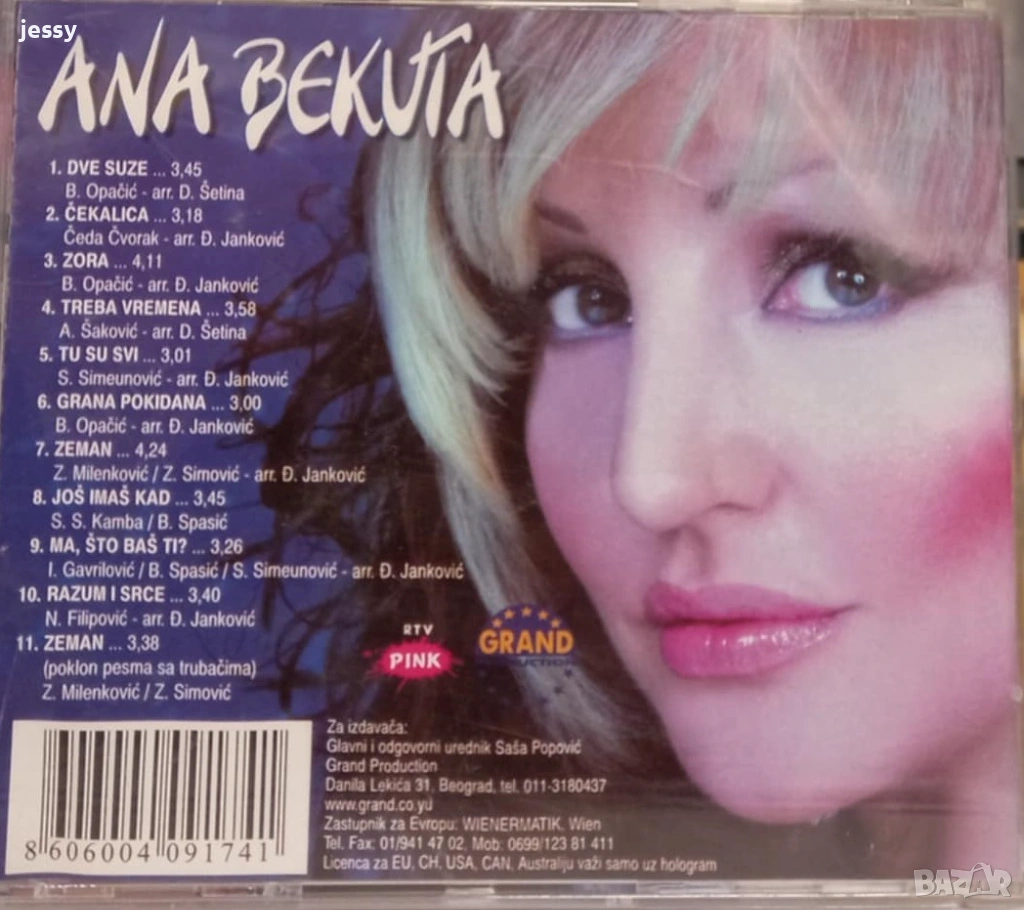 jessy
ANA BEKUTA
1. DVE SUZE ... 3,45
B. Opačić - arr. D. Šetina
2. ČEKALICA ... 3,18
Čeda Čvorak - arr. Đ. Janković
3. ZORA ... 4,11
B. Opačić - arr. Đ. Janković
4. TREBA VREMENA ... 3,58
A. Šaković - arr. D. Šetina
5. TU SU SVI ... 3,01
S. Simeunović - arr. Đ. Janković
6. GRANA POKIDANA ... 3,00
B. Opačić - arr. Đ. Janković
7. ZEMAN ... 4,24
Z. Milenković / Z. Simović - arr. Đ. Janković
8. JOŠ IMAŠ KAD ... 3,45
S. S. Kamba / B. Spasić
9. MA, ŠTO BAŠ TI? ... 3,26
I. Gavrilović / B. Spasić / S. Simeunović - arr. Đ. Janković
10. RAZUM I SRCE ... 3,40
N. Filipović - arr. Đ. Janković
11. ZEMAN ... 3,38
(poklon pesma sa trubačima)
Z. Milenković / Z. Simović
RTV
PINK
GRAND
Za izdavača:
Glavni i odgovorni urednik Saša Popović
Grand Production
Danila Lekića 31, Beograd, tel. 011-3180437
www.grand.co.yu
Zastupnik za Evropu: WIENERMATIK, Wien
Tel. Fax: 01/941 47 02, Mob: 0699/123 81 411
Licenca za EU, CH, USA, CAN, Australiju važi samo uz hologram
8 606004 091741
BAZAR